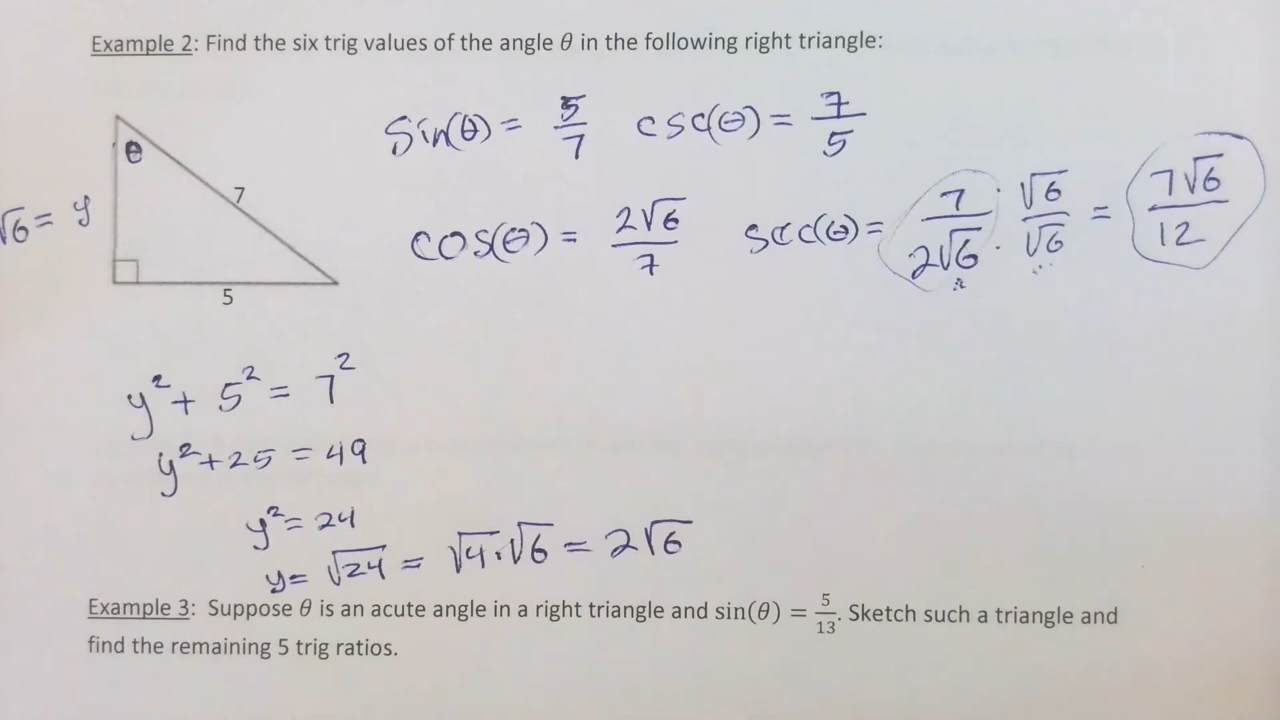 Example 2: Find the six trig values of the angle θ in the following right triangle:
sin(θ) = 5/7 csc(θ) = 7/5
θ
7
√6 = y
5
cos(θ) = 2√6/7 sec(θ) = 7/2√6 · √6/√6 = 7√6/12
y² + 5² = 7²
y² + 25 = 49
y² = 24
y = √24 = √4 · √6 = 2√6
Example 3: Suppose θ is an acute angle in a right triangle and sin(θ) = 5/13. Sketch such a triangle and
find the remaining 5 trig ratios.